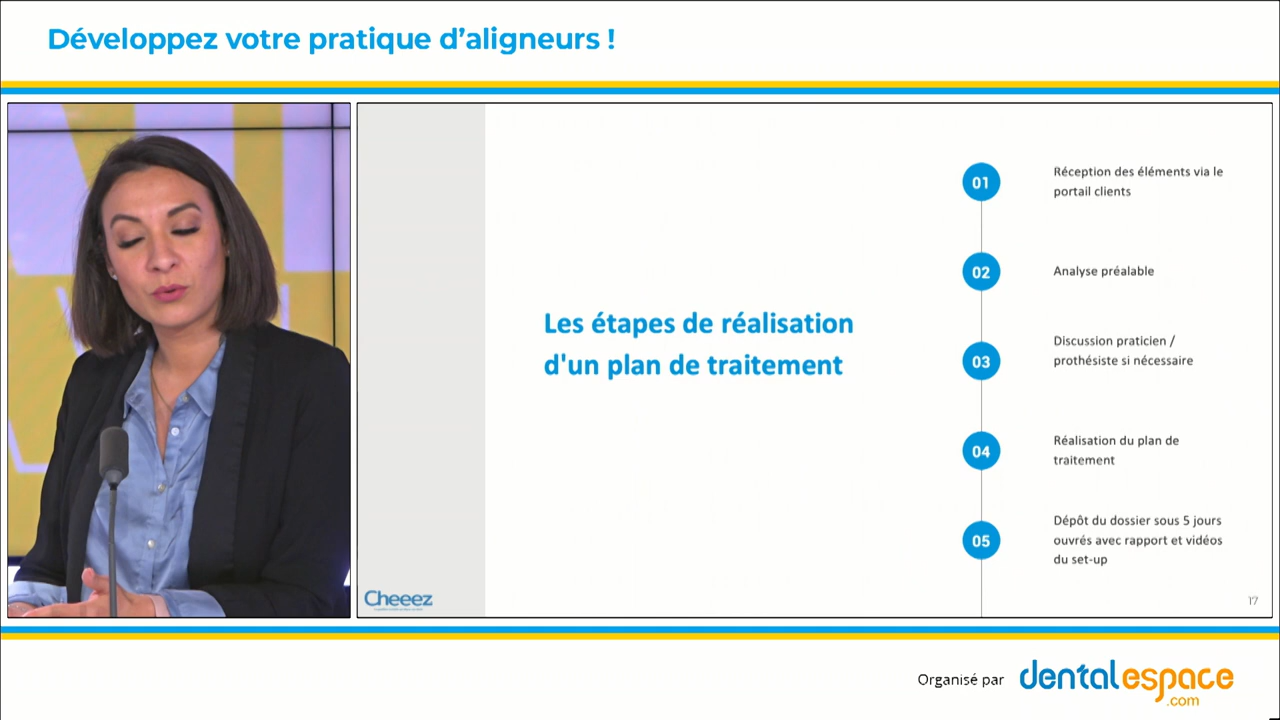 Développez votre pratique d’aligneurs !
Les étapes de réalisation
d'un plan de traitement
01
Réception des éléments via le
portail clients
02
Analyse préalable
03
Discussion praticien /
prothésiste si nécessaire
04
Réalisation du plan de
traitement
05
Dépôt du dossier sous 5 jours
ouvrés avec rapport et vidéos
du set-up
Cheeez
17
Organisé par
dentalespace
.com